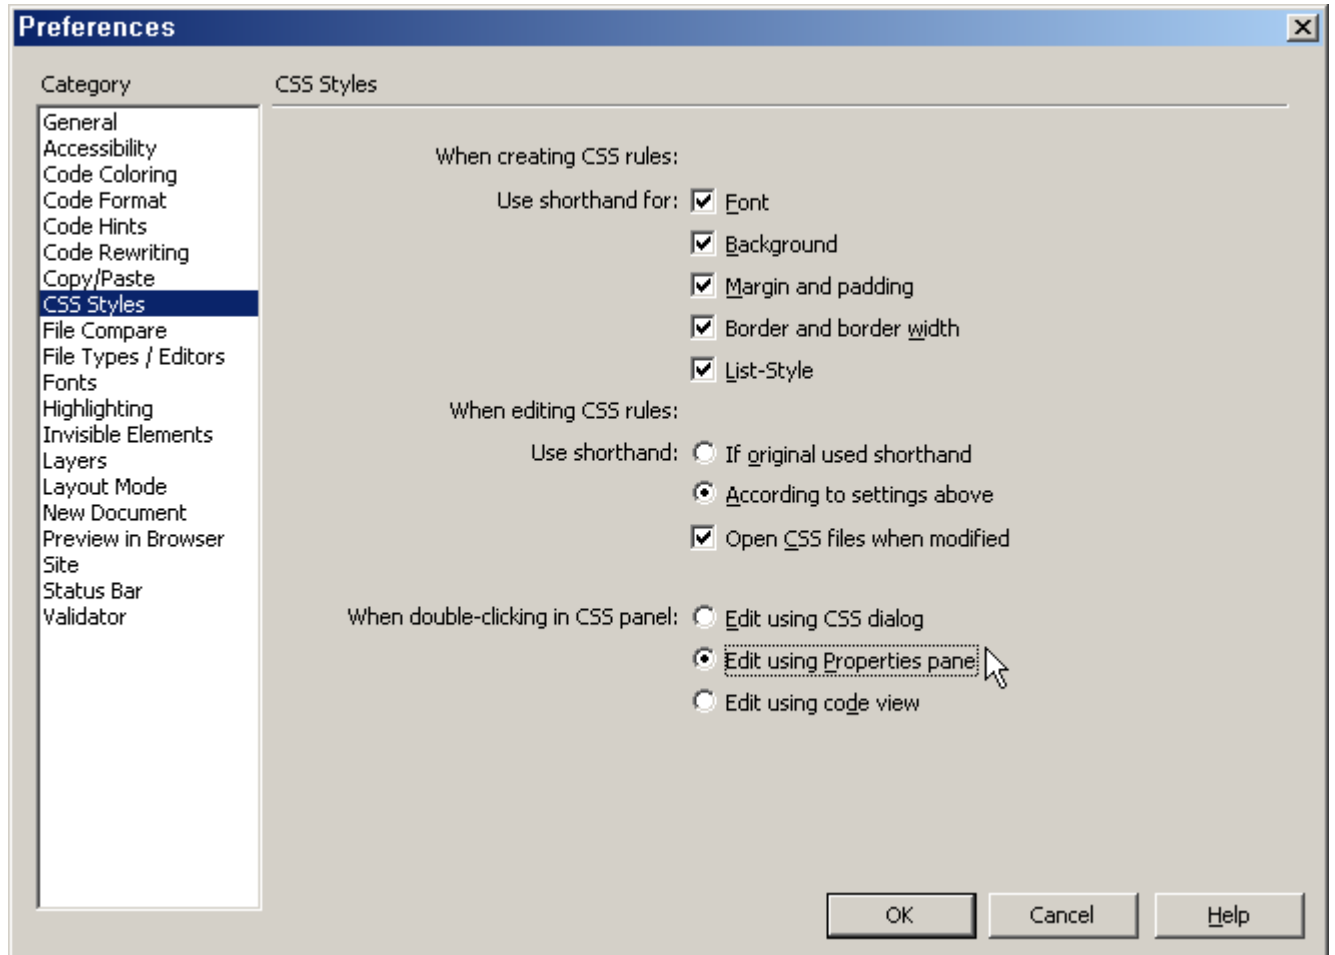 Preferences
Category
General
Accessibility
Code Coloring
Code Format
Code Hints
Code Rewriting
Copy/Paste
CSS Styles
File Compare
File Types / Editors
Fonts
Highlighting
Invisible Elements
Layers
Layout Mode
New Document
Preview in Browser
Site
Status Bar
Validator
CSS Styles
When creating CSS rules:
Use shorthand for: Font
Background
Margin and padding
Border and border width
List-Style
When editing CSS rules:
Use shorthand: If original used shorthand
According to settings above
Open CSS files when modified
When double-clicking in CSS panel: Edit using CSS dialog
Edit using Properties pane
Edit using code view
OK Cancel Help